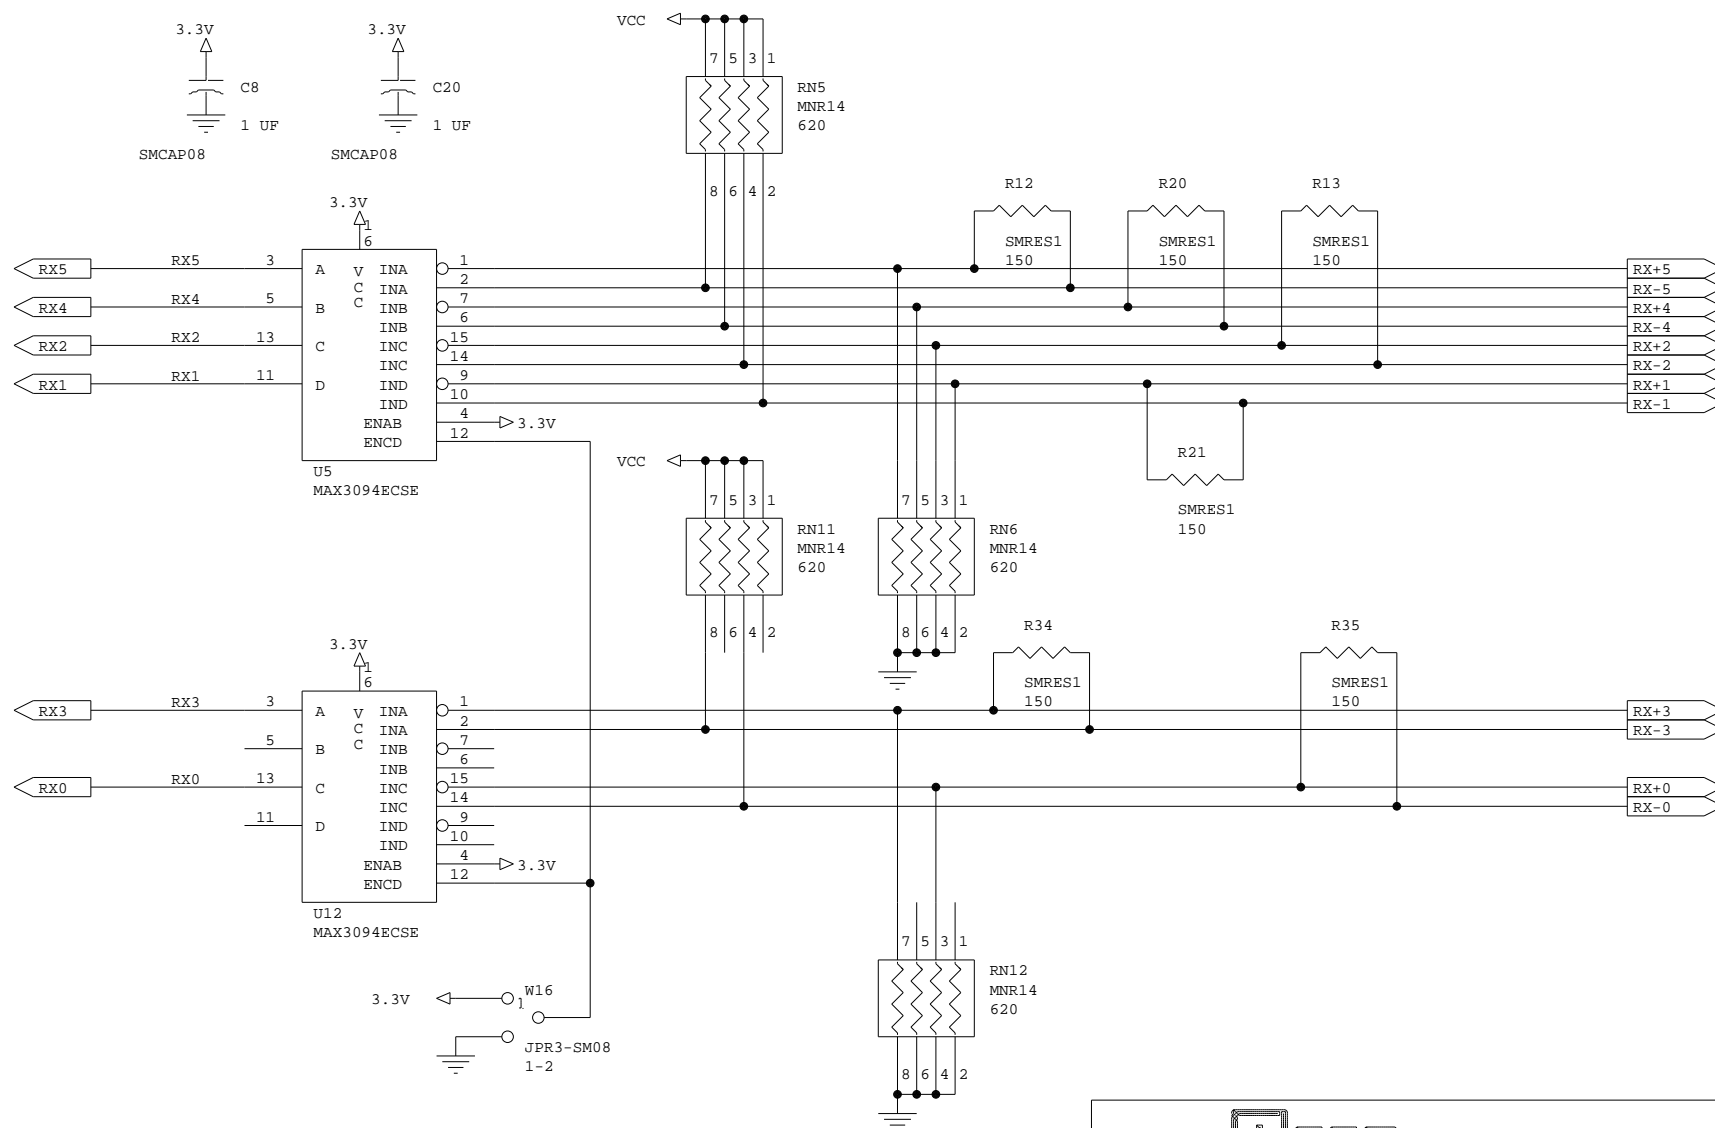 3.3V
3.3V
VCC
7 5 3 1
C8
C20
RN5
MNR14
620
1 UF
1 UF
SMCAP08
SMCAP08
8 6 4 2
R12
R20
R13
3.3V
1
6
SMRES1
150
SMRES1
150
SMRES1
150
RX5 RX5 3 A V INA 1 RX+5
C INA 2 RX-5
RX4 RX4 5 B C INB 7 RX+4
INB 6 RX-4
RX2 RX2 13 C INC 15 RX+2
INC 14 RX-2
RX1 RX1 11 D IND 9 RX+1
IND 10 RX-1
ENAB 4 3.3V
ENCD 12
U5
MAX3094ECSE
VCC
R21
SMRES1
150
7 5 3 1
7 5 3 1
RN11
MNR14
620
RN6
MNR14
620
8 6 4 2
8 6 4 2
R34
R35
3.3V
1
6
SMRES1
150
SMRES1
150
RX3 RX3 3 A V INA 1 RX+3
C INA 2 RX-3
5 B C INB 7
INB 6
RX0 RX0 13 C INC 15 RX+0
INC 14 RX-0
11 D IND 9
IND 10
ENAB 4 3.3V
ENCD 12
U12
MAX3094ECSE
7 5 3 1
RN12
MNR14
620
3.3V
W16
1
JPR3-SM08
1-2
8 6 4 2